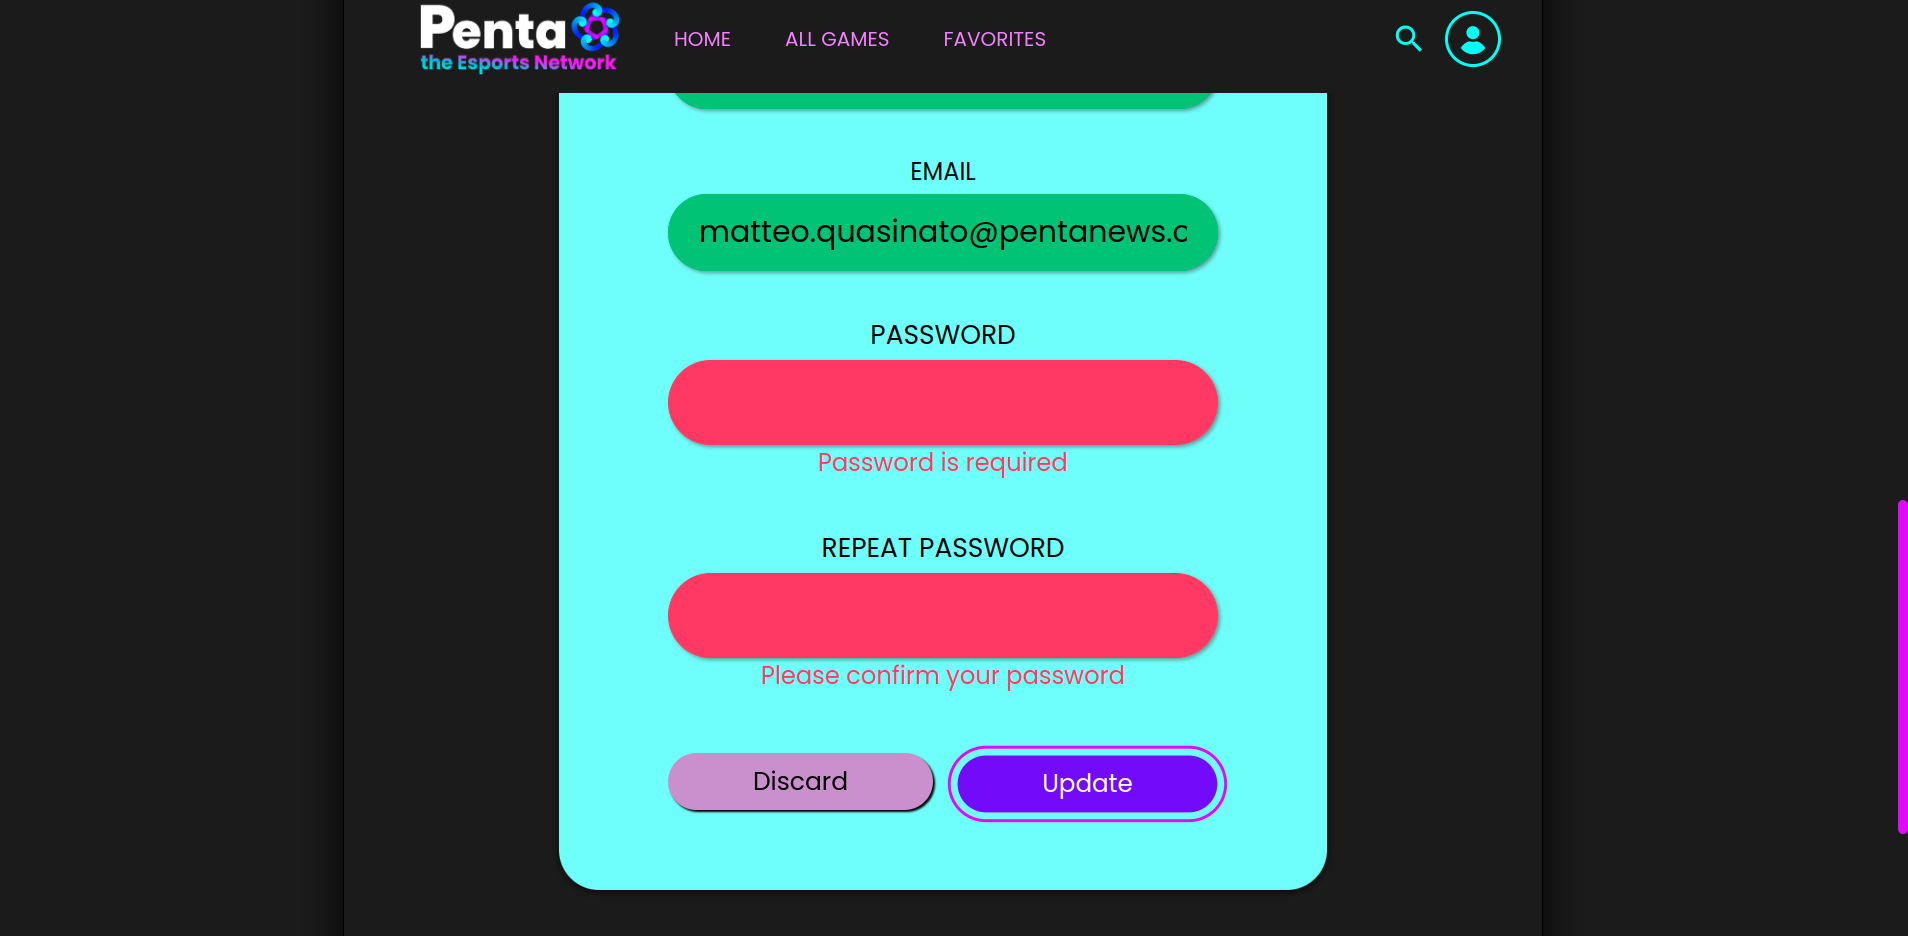 Penta
the Esports Network
HOME
ALL GAMES
FAVORITES
EMAIL
matteo.quasinato@pentanews.c
PASSWORD
Password is required
REPEAT PASSWORD
Please confirm your password
Discard
Update